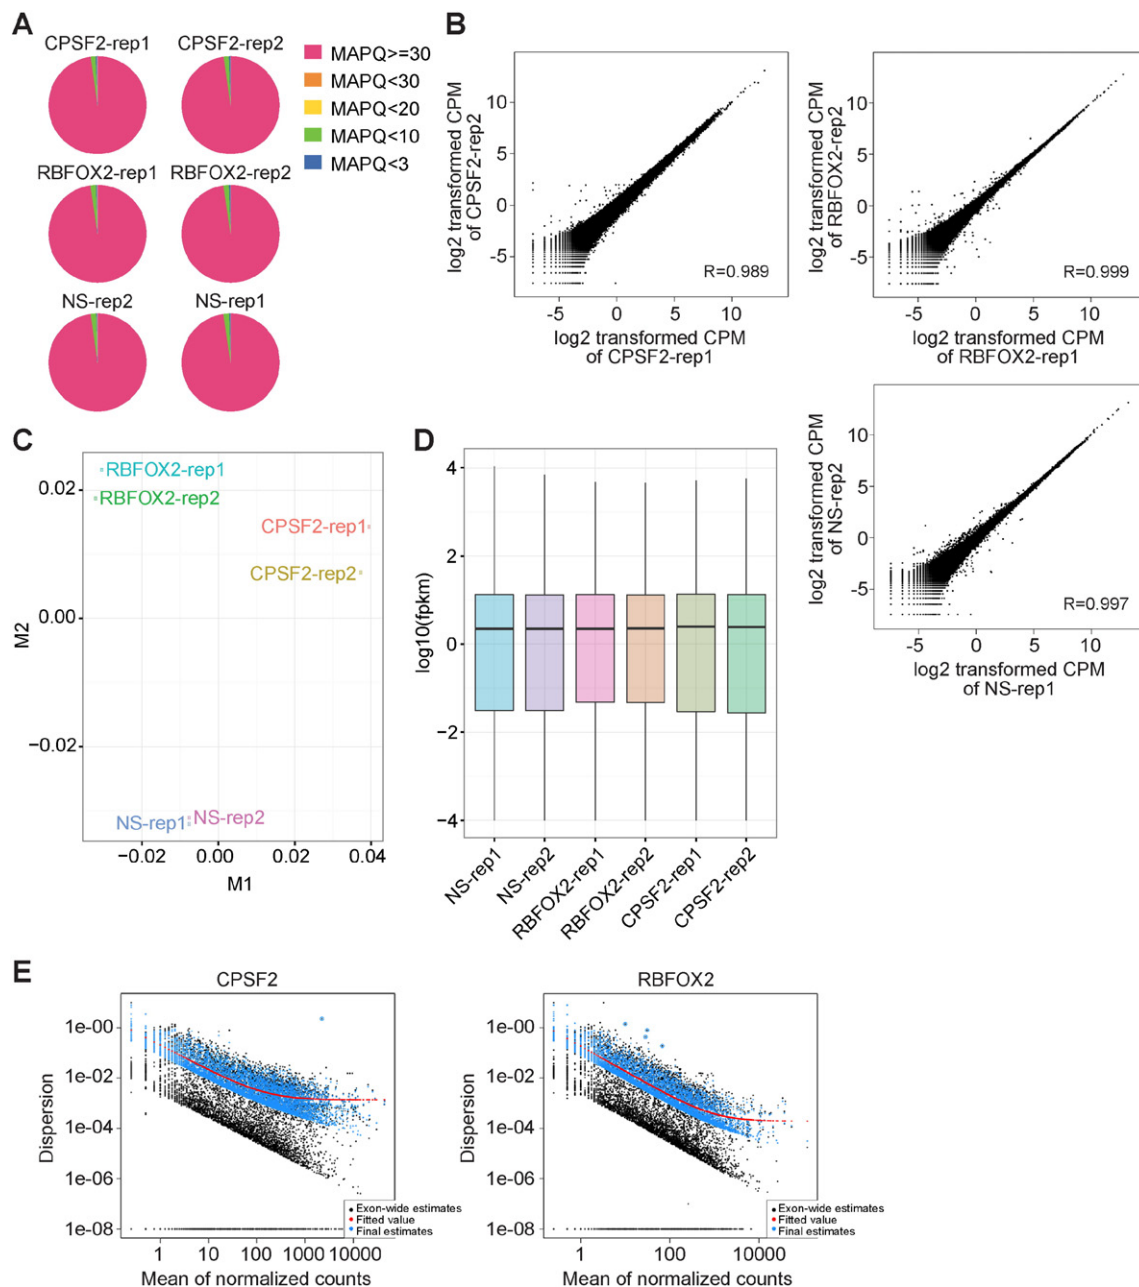 A
CPSF2-rep1
CPSF2-rep2
RBFOX2-rep1
RBFOX2-rep2
NS-rep2
NS-rep1
MAPQ>=30
MAPQ<30
MAPQ<20
MAPQ<10
MAPQ<3
B
log2 transformed CPM
of CPSF2-rep2
10
5
0
-5
R=0.989
-5
0
5
10
log2 transformed CPM
of CPSF2-rep1
log2 transformed CPM
of RBFOX2-rep2
10
5
0
-5
R=0.999
-5
0
5
10
log2 transformed CPM
of RBFOX2-rep1
log2 transformed CPM
of NS-rep2
10
5
0
-5
R=0.997
-5
0
5
10
log2 transformed CPM
of NS-rep1
C
M2
0.02
0.00
−0.02
RBFOX2-rep1
RBFOX2-rep2
CPSF2-rep1
CPSF2-rep2
NS-rep1
NS-rep2
−0.02
0.00
0.02
0.04
M1
D
log10(fpkm)
4
2
0
−2
−4
NS-rep1
NS-rep2
RBFOX2-rep1
RBFOX2-rep2
CPSF2-rep1
CPSF2-rep2
E
CPSF2
Dispersion
1e-00
1e-02
1e-04
1e-06
1e-08
Exon-wide estimates
Fitted value
Final estimates
1
10
100
1000
10000
Mean of normalized counts
RBFOX2
Dispersion
1e-00
1e-02
1e-04
1e-06
1e-08
Exon-wide estimates
Fitted value
Final estimates
1
10
100
1000
10000
Mean of normalized counts